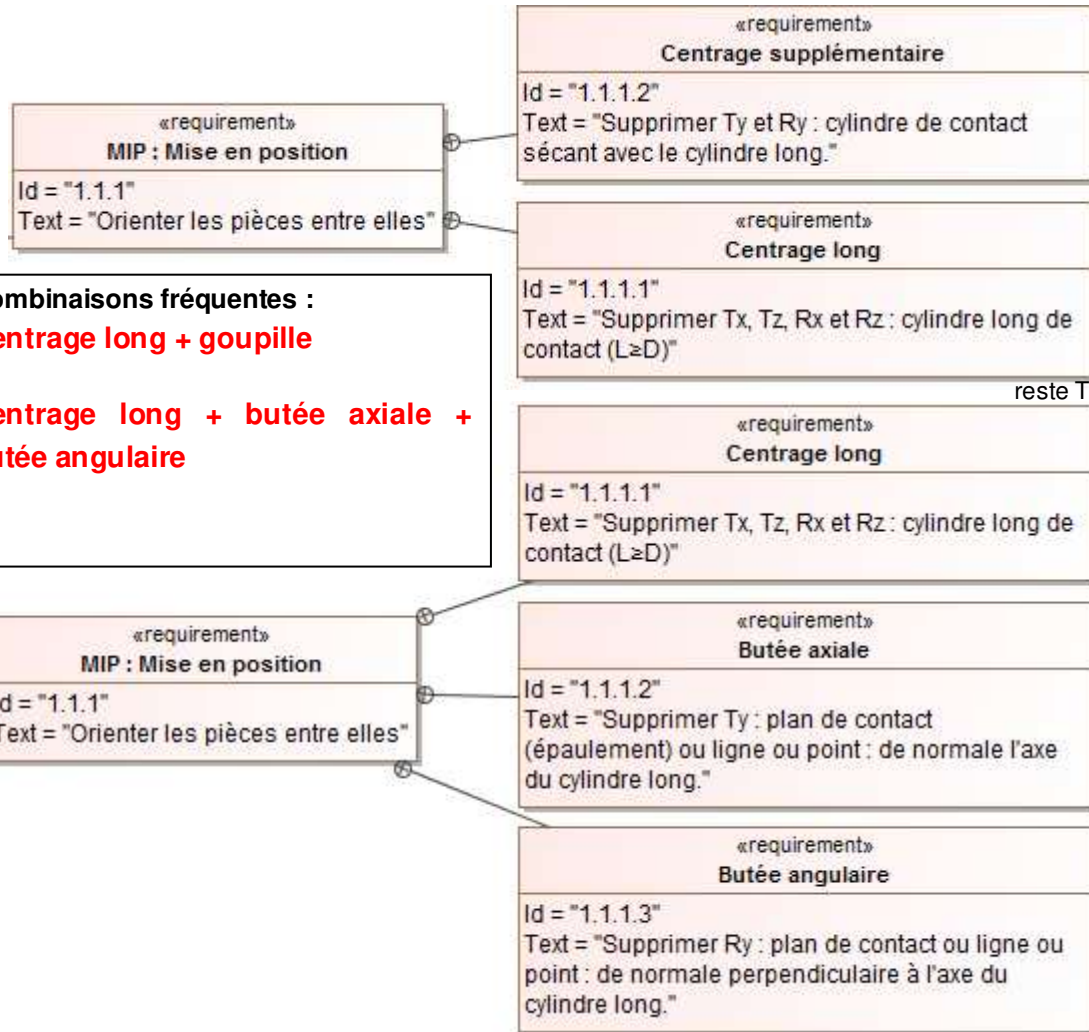 «requirement»
Centrage supplémentaire
Id = "1.1.1.2"
Text = "Supprimer Ty et Ry : cylindre de contact
sécant avec le cylindre long."
«requirement»
MIP : Mise en position
Id = "1.1.1"
Text = "Orienter les pièces entre elles"
«requirement»
Centrage long
Id = "1.1.1.1"
Text = "Supprimer Tx, Tz, Rx et Rz : cylindre long de
contact (L≥D)"
ombinaisons fréquentes :
entrage long + goupille
entrage long + butée axiale +
utée angulaire
reste T
«requirement»
Centrage long
Id = "1.1.1.1"
Text = "Supprimer Tx, Tz, Rx et Rz : cylindre long de
contact (L≥D)"
«requirement»
MIP : Mise en position
d = "1.1.1"
Text = "Orienter les pièces entre elles"
«requirement»
Butée axiale
Id = "1.1.1.2"
Text = "Supprimer Ty : plan de contact
(épaulement) ou ligne ou point : de normale l'axe
du cylindre long."
«requirement»
Butée angulaire
Id = "1.1.1.3"
Text = "Supprimer Ry : plan de contact ou ligne ou
point : de normale perpendiculaire à l'axe du
cylindre long."